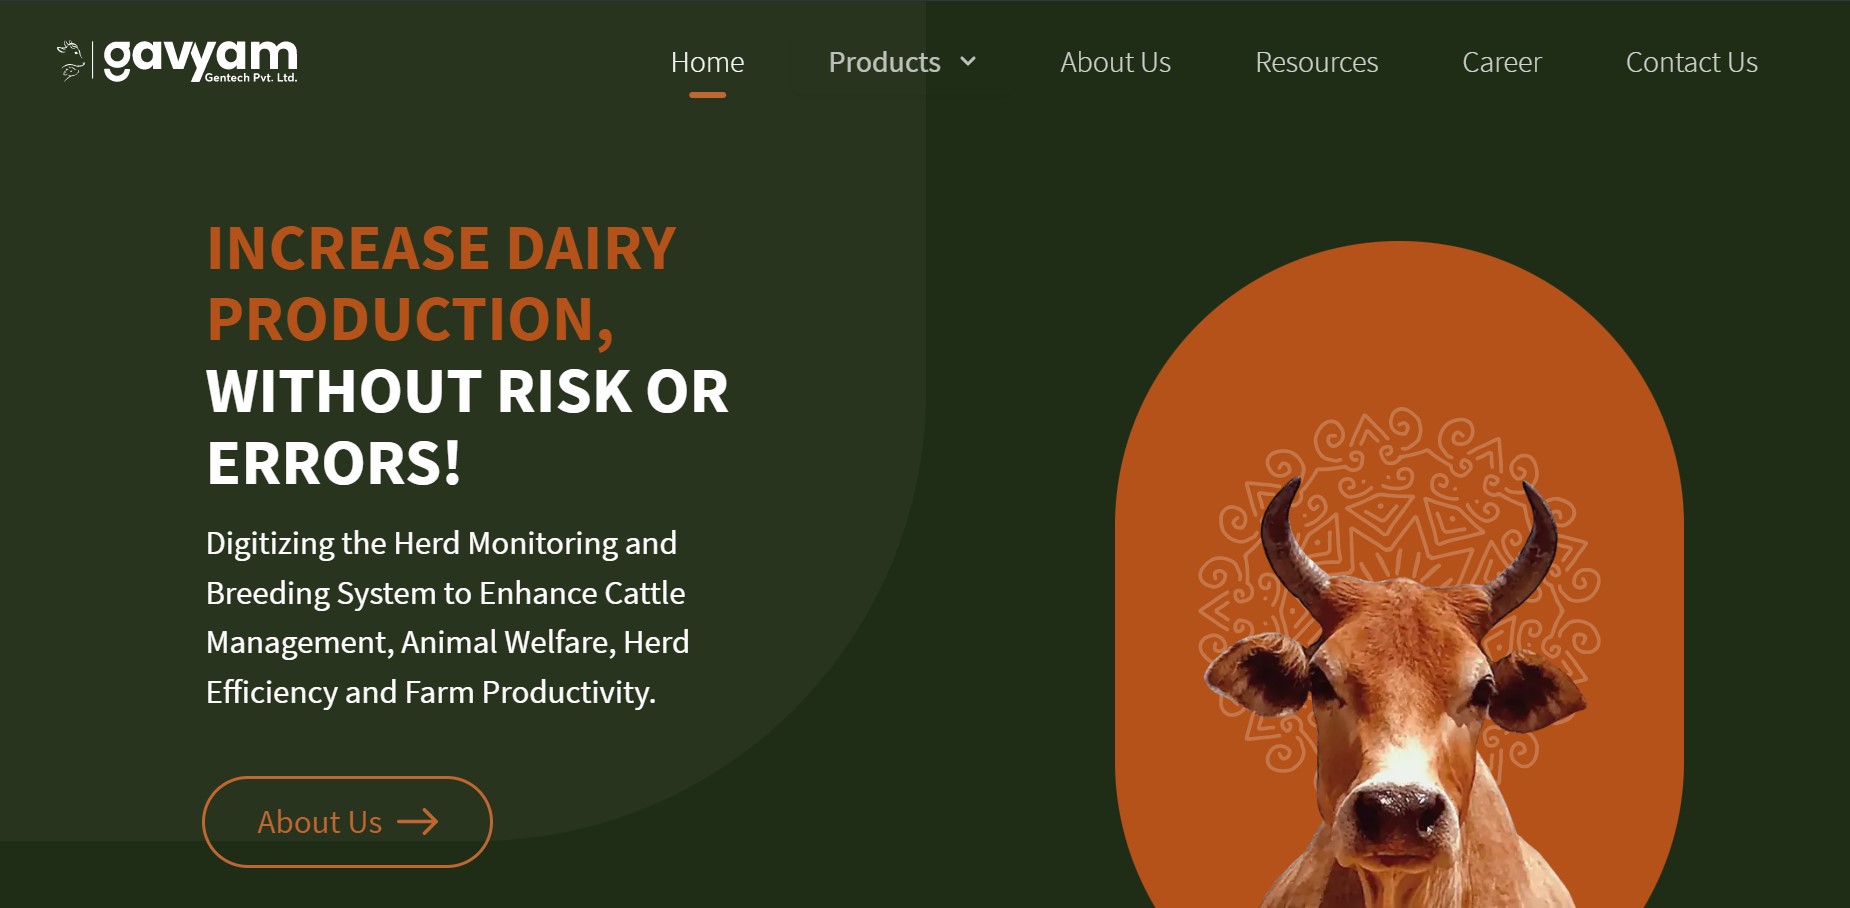 gavyam
Gentech Pvt. Ltd.
Home
Products
About Us
Resources
Career
Contact Us
INCREASE DAIRY
PRODUCTION,
WITHOUT RISK OR
ERRORS!
Digitizing the Herd Monitoring and
Breeding System to Enhance Cattle
Management, Animal Welfare, Herd
Efficiency and Farm Productivity.
About Us